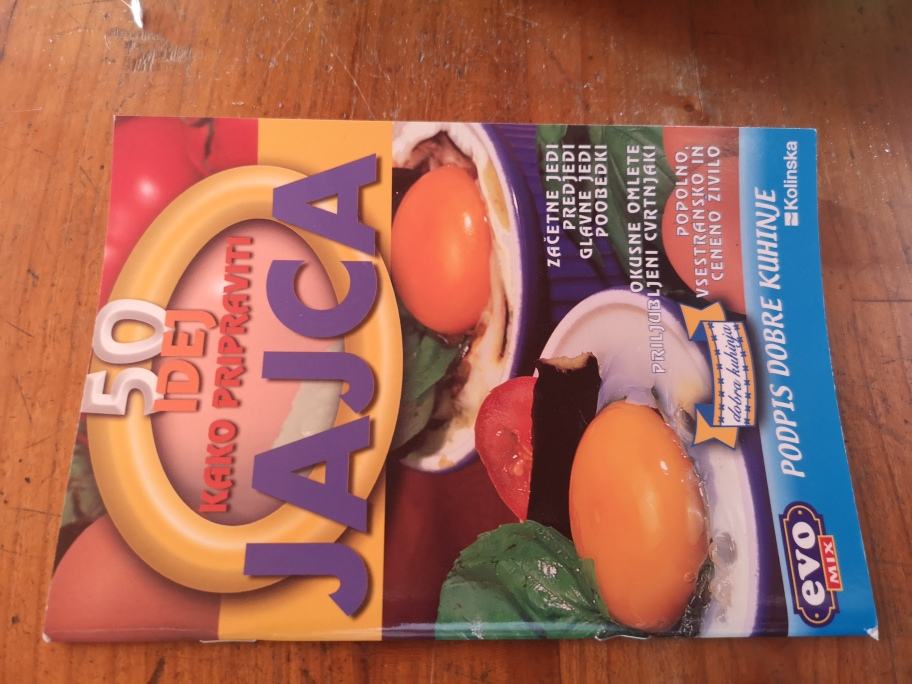 50
IDEJ
KAKO PRIPRAVITI
JAJCA
ZAČETNE JEDI
PREDJEDI
GLAVNE JEDI
POOBEDKI
OKUSNE OMLETE
PRILJUBLJENI CVRTNJAKI
POPOLNO,
VSESTRANSKO IN
CENENO ŽIVILO
dobra kuhinja
evo
MIX
PODPIS DOBRE KUHINJE
Kolinska